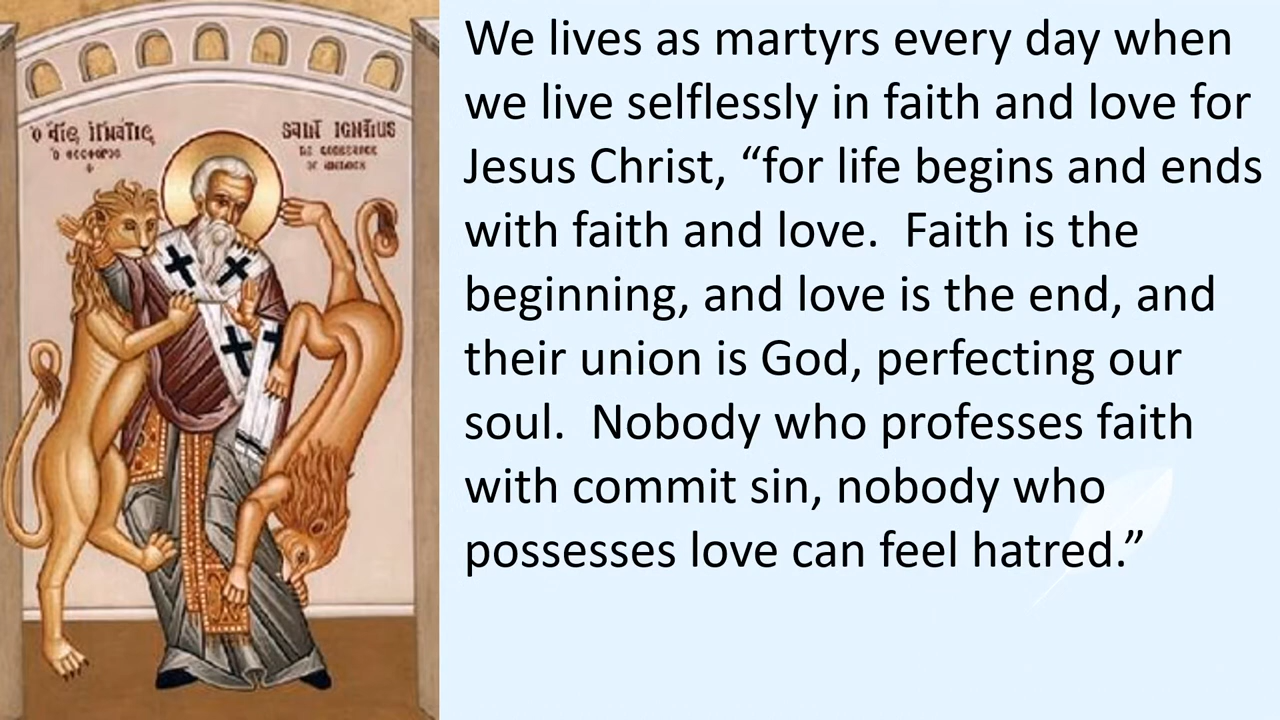 SAINT IGNATIUS
We lives as martyrs every day when
we live selflessly in faith and love for
Jesus Christ, “for life begins and ends
with faith and love.  Faith is the
beginning, and love is the end, and
their union is God, perfecting our
soul.  Nobody who professes faith
with commit sin, nobody who
possesses love can feel hatred.”